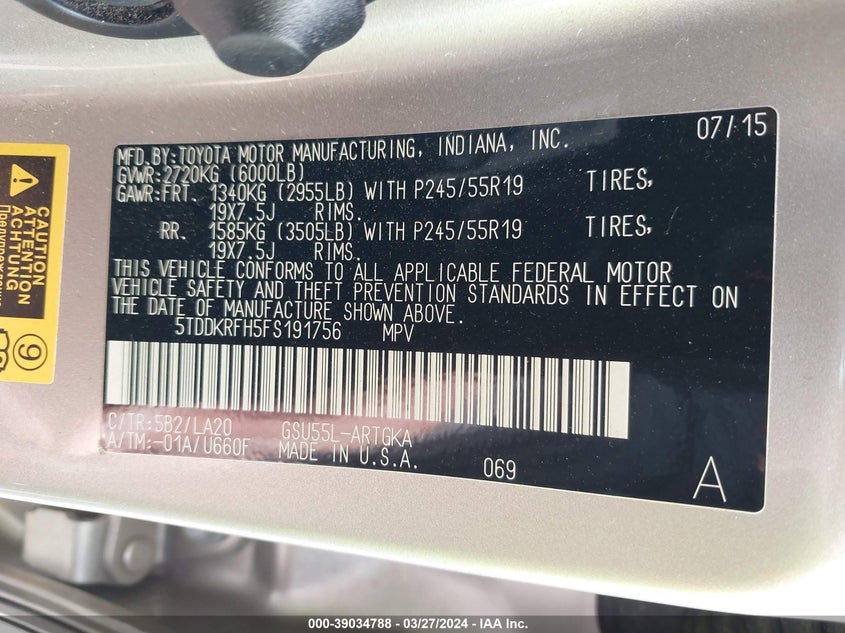 07/15
MFD.BY:TOYOTA MOTOR MANUFACTURING, INDIANA, INC.
GVWR:2720KG (6000LB)
GAWR:FRT. 1340KG (2955LB) WITH P245/55R19 TIRES,
19X7.5J RIMS.
RR. 1585KG (3505LB) WITH P245/55R19 TIRES,
19X7.5J RIMS.
THIS VEHICLE CONFORMS TO ALL APPLICABLE FEDERAL MOTOR
VEHICLE SAFETY AND THEFT PREVENTION STANDARDS IN EFFECT ON
THE DATE OF MANUFACTURE SHOWN ABOVE.
5TDDKRFH5FS191756 MPV
C/TR:5B2/LA20 GSU55L-ARTGKA
A/TM:-01A/U660F MADE IN U.S.A.
069
A
CAUTION
ATTENTION
ACHTUNG
Предупреждение
9
000-39034788 - 03/27/2024 - IAA Inc.